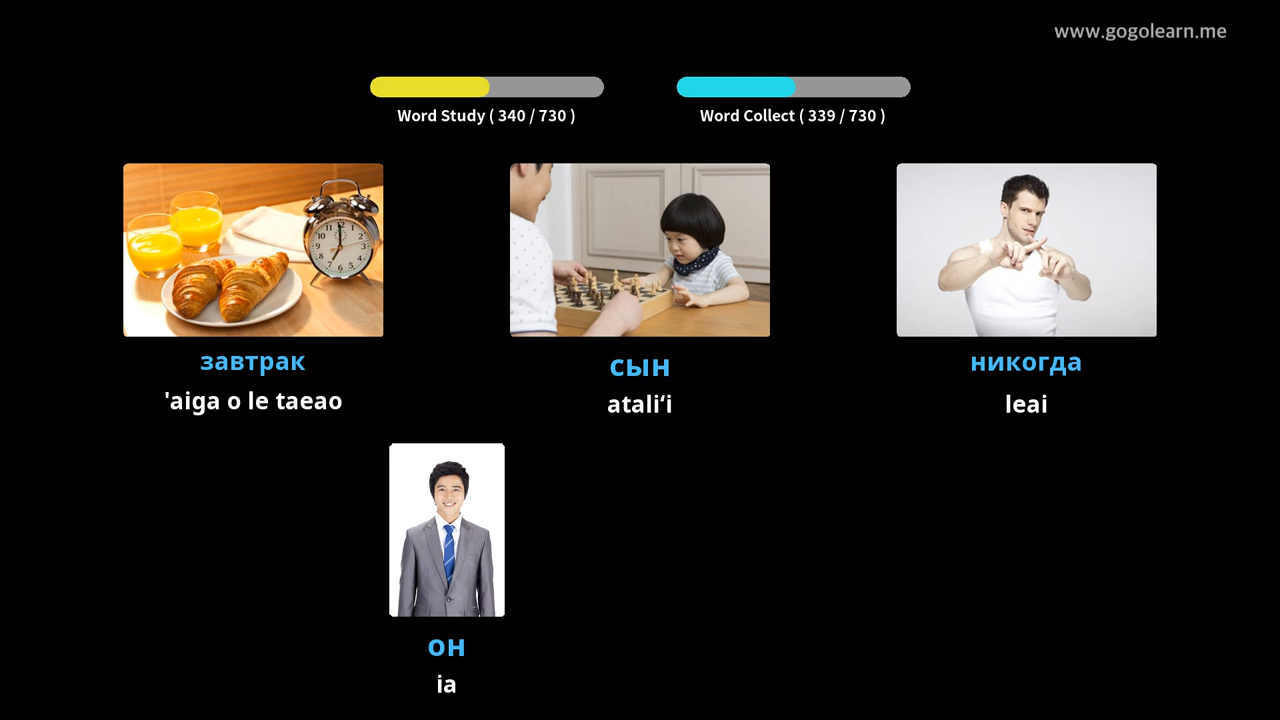 www.gogolearn.me
Word Study ( 340 / 730 )
Word Collect ( 339 / 730 )
завтрак
'aiga o le taeao
сын
atali‘i
никогда
leai
он
ia